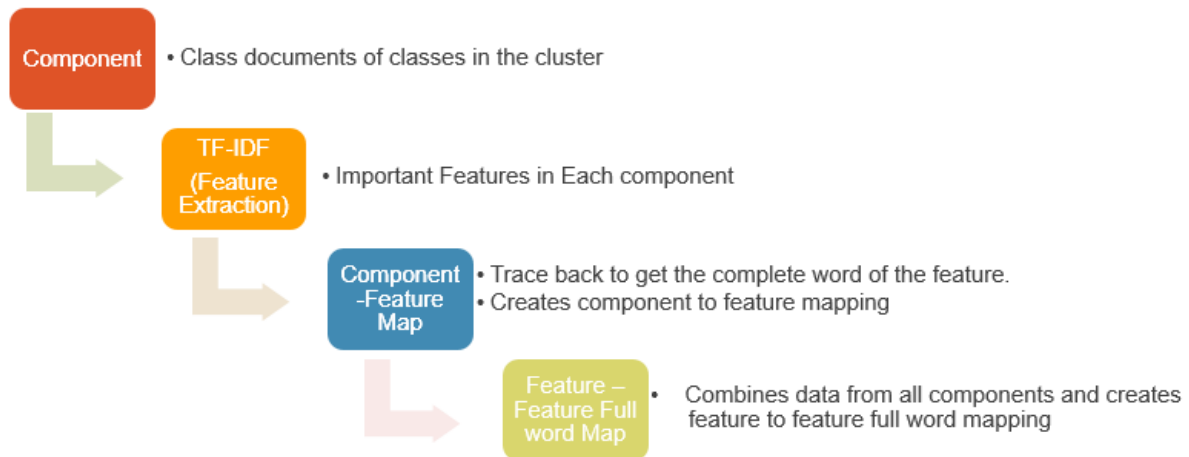 Component
• Class documents of classes in the cluster
TF-IDF
(Feature
Extraction)
• Important Features in Each component
Component
-Feature
Map
• Trace back to get the complete word of the feature.
• Creates component to feature mapping
Feature –
Feature Full
word Map
• Combines data from all components and creates
feature to feature full word mapping